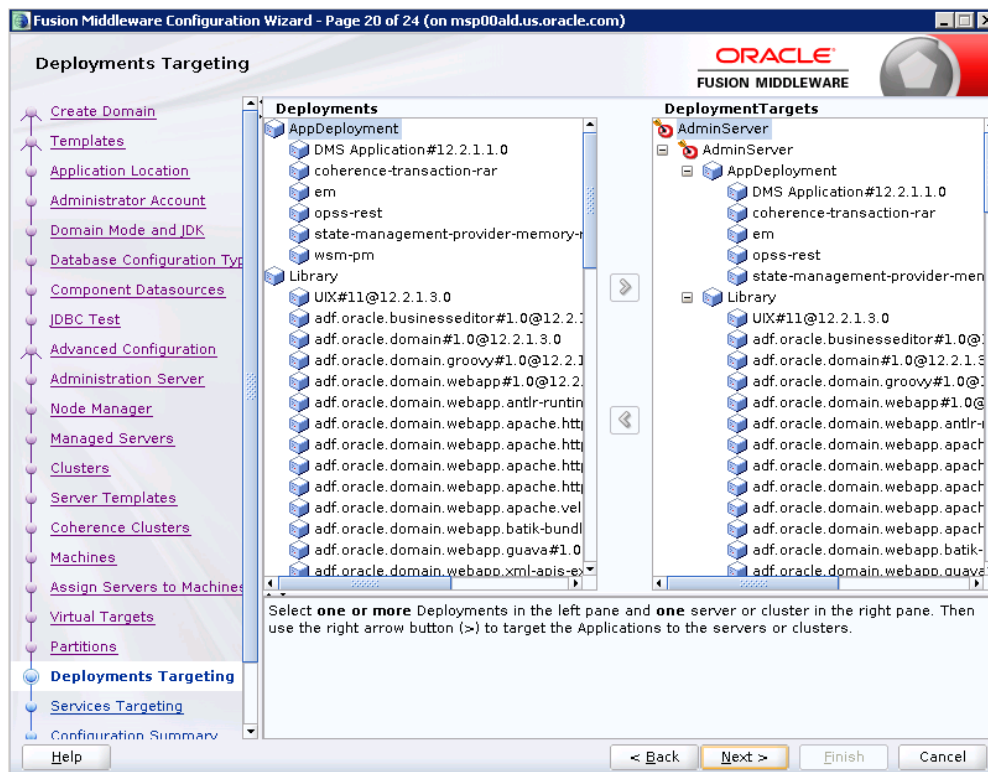 Fusion Middleware Configuration Wizard - Page 20 of 24 (on msp00ald.us.oracle.com)
Deployments Targeting
ORACLE
FUSION MIDDLEWARE
Create Domain
Templates
Application Location
Administrator Account
Domain Mode and JDK
Database Configuration Typ
Component Datasources
JDBC Test
Advanced Configuration
Administration Server
Node Manager
Managed Servers
Clusters
Server Templates
Coherence Clusters
Machines
Assign Servers to Machines
Virtual Targets
Partitions
Deployments Targeting
Services Targeting
Configuration Summary
Deployments
AppDeployment
DMS Application#12.2.1.1.0
coherence-transaction-rar
em
opss-rest
state-management-provider-memory-r
wsm-pm
Library
UIX#11@12.2.1.3.0
adf.oracle.businesseditor#1.0@12.2.1
adf.oracle.domain#1.0@12.2.1.3.0
adf.oracle.domain.groovy#1.0@12.2.1
adf.oracle.domain.webapp#1.0@12.2.
adf.oracle.domain.webapp.antlr-runtin
adf.oracle.domain.webapp.apache.http
adf.oracle.domain.webapp.apache.http
adf.oracle.domain.webapp.apache.http
adf.oracle.domain.webapp.apache.http
adf.oracle.domain.webapp.apache.vel
adf.oracle.domain.webapp.batik-bundl
adf.oracle.domain.webapp.guava#1.0
adf.oracle.domain.webapp.xml-apis-ex
DeploymentTargets
AdminServer
AdminServer
AppDeployment
DMS Application#12.2.1.1.0
coherence-transaction-rar
em
opss-rest
state-management-provider-mem
Library
UIX#11@12.2.1.3.0
adf.oracle.businesseditor#1.0@1
adf.oracle.domain#1.0@12.2.1.3
adf.oracle.domain.groovy#1.0@1
adf.oracle.domain.webapp#1.0@
adf.oracle.domain.webapp.antlr-r
adf.oracle.domain.webapp.apach
adf.oracle.domain.webapp.apach
adf.oracle.domain.webapp.apach
adf.oracle.domain.webapp.apach
adf.oracle.domain.webapp.apach
adf.oracle.domain.webapp.batik-
adf.oracle.domain.webapp.guava
Select one or more Deployments in the left pane and one server or cluster in the right pane. Then
use the right arrow button (>) to target the Applications to the servers or clusters.
Help
< Back
Next >
Finish
Cancel